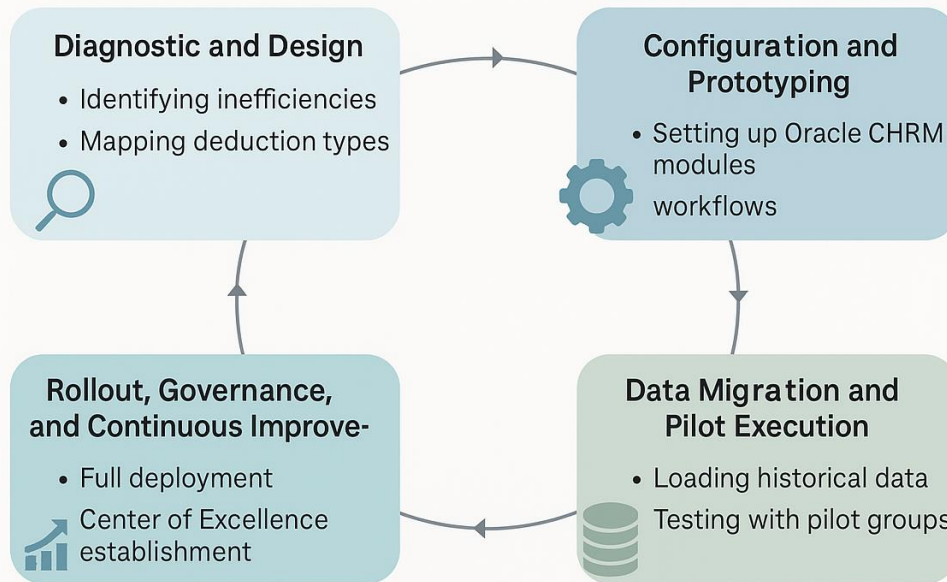 Diagnostic and Design
• Identifying inefficiencies
• Mapping deduction types
Configuration and
Prototyping
• Setting up Oracle CHRM
modules
workflows
Data Migration and
Pilot Execution
• Loading historical data
Testing with pilot groups
Rollout, Governance,
and Continuous Improve-
• Full deployment
Center of Excellence
establishment